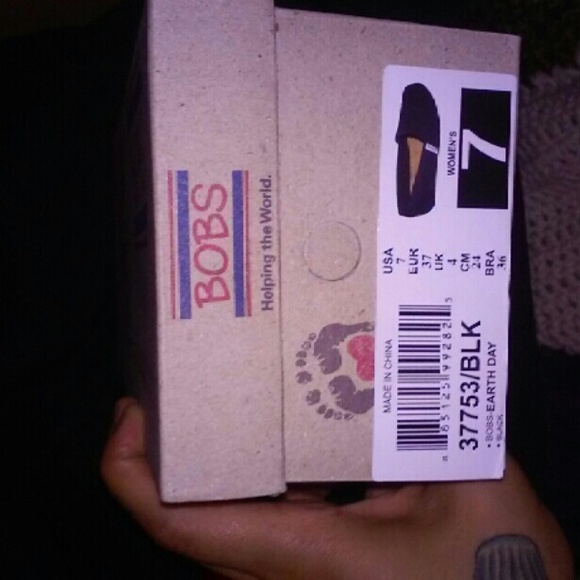 BOBS
Helping the World.
WOMEN'S
7
USA
7
EUR
37
UK
4
CM
24
BRA
36
MADE IN CHINA
37753/BLK
• BOBS-EARTH DAY
• BLACK